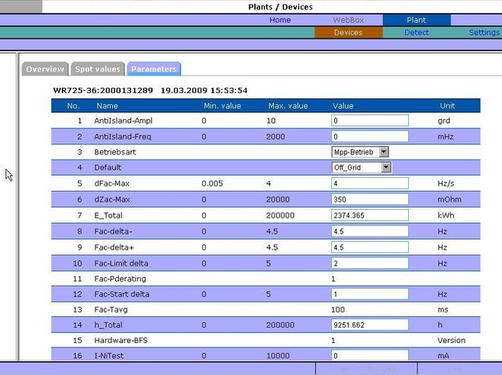 Plants / Devices
Home WebBox Plant
Devices Detect Settings
Overview Spot values Parameters
WR725-36:2000131289 19.03.2009 15:53:54
No. Name Min. value Max. value Value Unit
1 AntiIsland-Ampl 0 10 0 grd
2 AntiIsland-Freq 0 2000 0 mHz
3 Betriebsart Mpp-Betrieb
4 Default Off_Grid
5 dFac-Max 0.005 4 4 Hz/s
6 dZac-Max 0 20000 350 mOhm
7 E_Total 0 200000 2374.365 kWh
8 Fac-delta- 0 4.5 4.5 Hz
9 Fac-delta+ 0 4.5 4.5 Hz
10 Fac-Limit delta 0 5 2 Hz
11 Fac-Pderating 1
12 Fac-Start delta 0 5 1 Hz
13 Fac-Tavg 100 ms
14 h_Total 0 200000 9251.662 h
15 Hardware-BFS 1 Version
16 I-NiTest 0 10000 0 mA